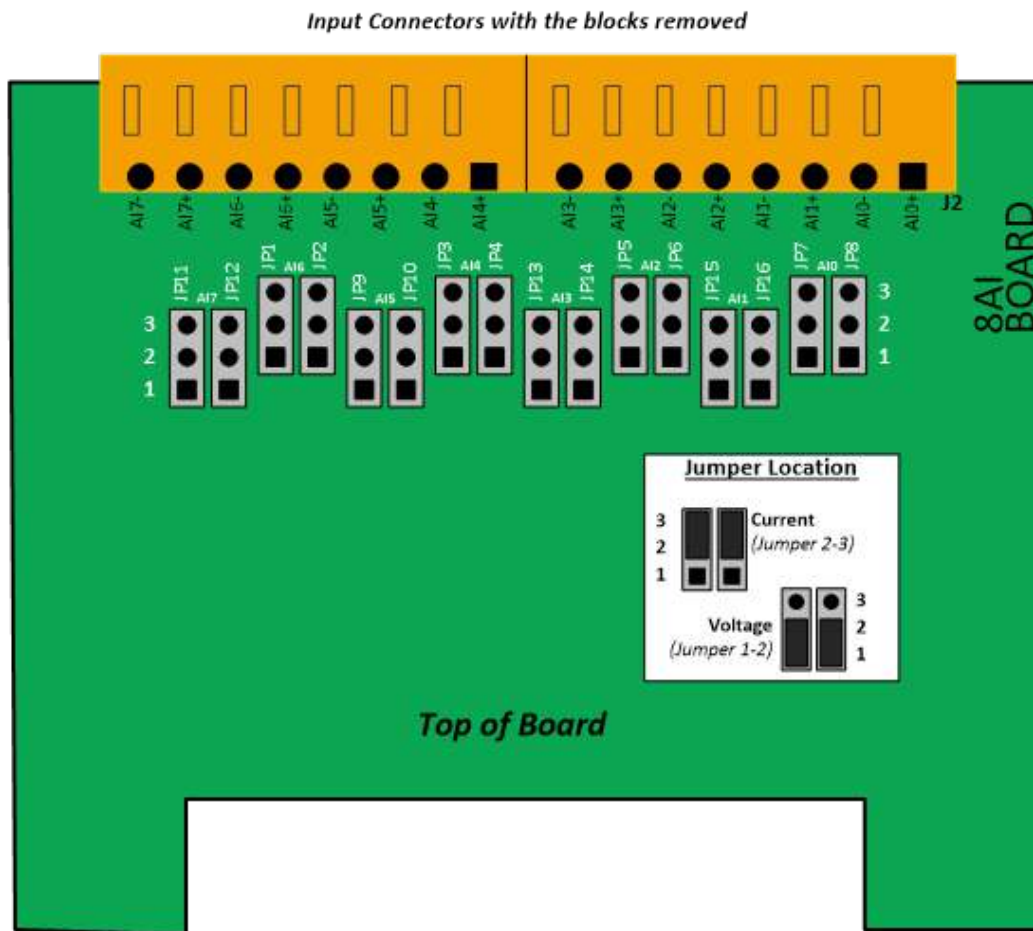 Input Connectors with the blocks removed
AI7-
AI7+
AI6-
AI6+
AI5-
AI5+
AI4-
AI4+
AI3-
AI3+
AI2-
AI2+
AI1-
AI1+
AI0-
AI0+
J2
8AI
BOARD
JP11
AI7
JP12
JP1
AI6
JP2
JP9
AI5
JP10
JP3
AI4
JP4
JP13
AI3
JP14
JP5
AI2
JP6
JP15
AI1
JP16
JP7
AI0
JP8
3
2
1
3
2
1
Jumper Location
3
2
1
Current
(Jumper 2-3)
Voltage
(Jumper 1-2)
3
2
1
Top of Board